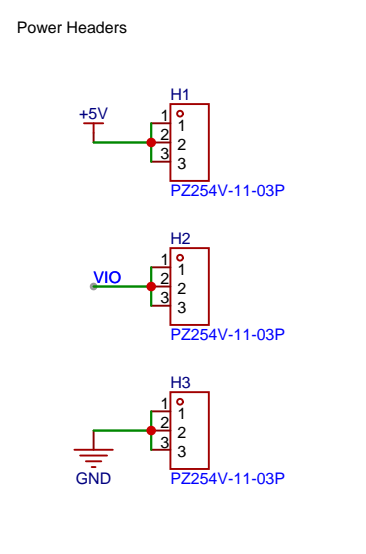 Power Headers
H1
+5V
1 1
2 2
3 3
PZ254V-11-03P
H2
VIO
1 1
2 2
3 3
PZ254V-11-03P
H3
1 1
2 2
3 3
GND
PZ254V-11-03P